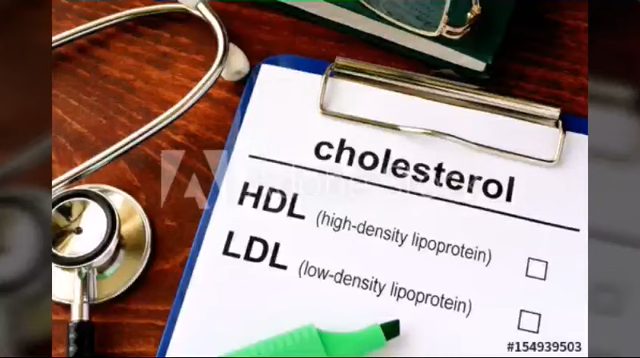 cholesterol
HDL (high-density lipoprotein)
LDL (low-density lipoprotein)
#154939503